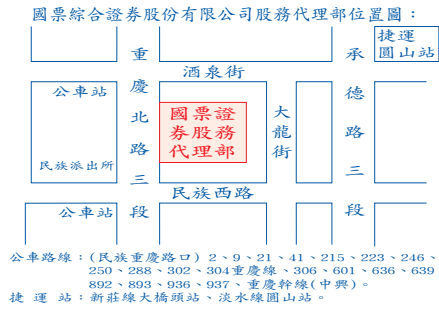 國票綜合證券股份有限公司股務代理部位置圖：
捷運
圓山站
重慶北路三段
承德路三段
酒泉街
公車站
國票證
券股務
代理部
大龍街
民族派出所
民族西路
公車站
公車路線：(民族重慶路口) 2、9、21、41、215、223、246、
250、288、302、304重慶線、306、601、636、639
892、893、936、937、重慶幹線(中興)。
捷 運 站：新莊線大橋頭站、淡水線圓山站。